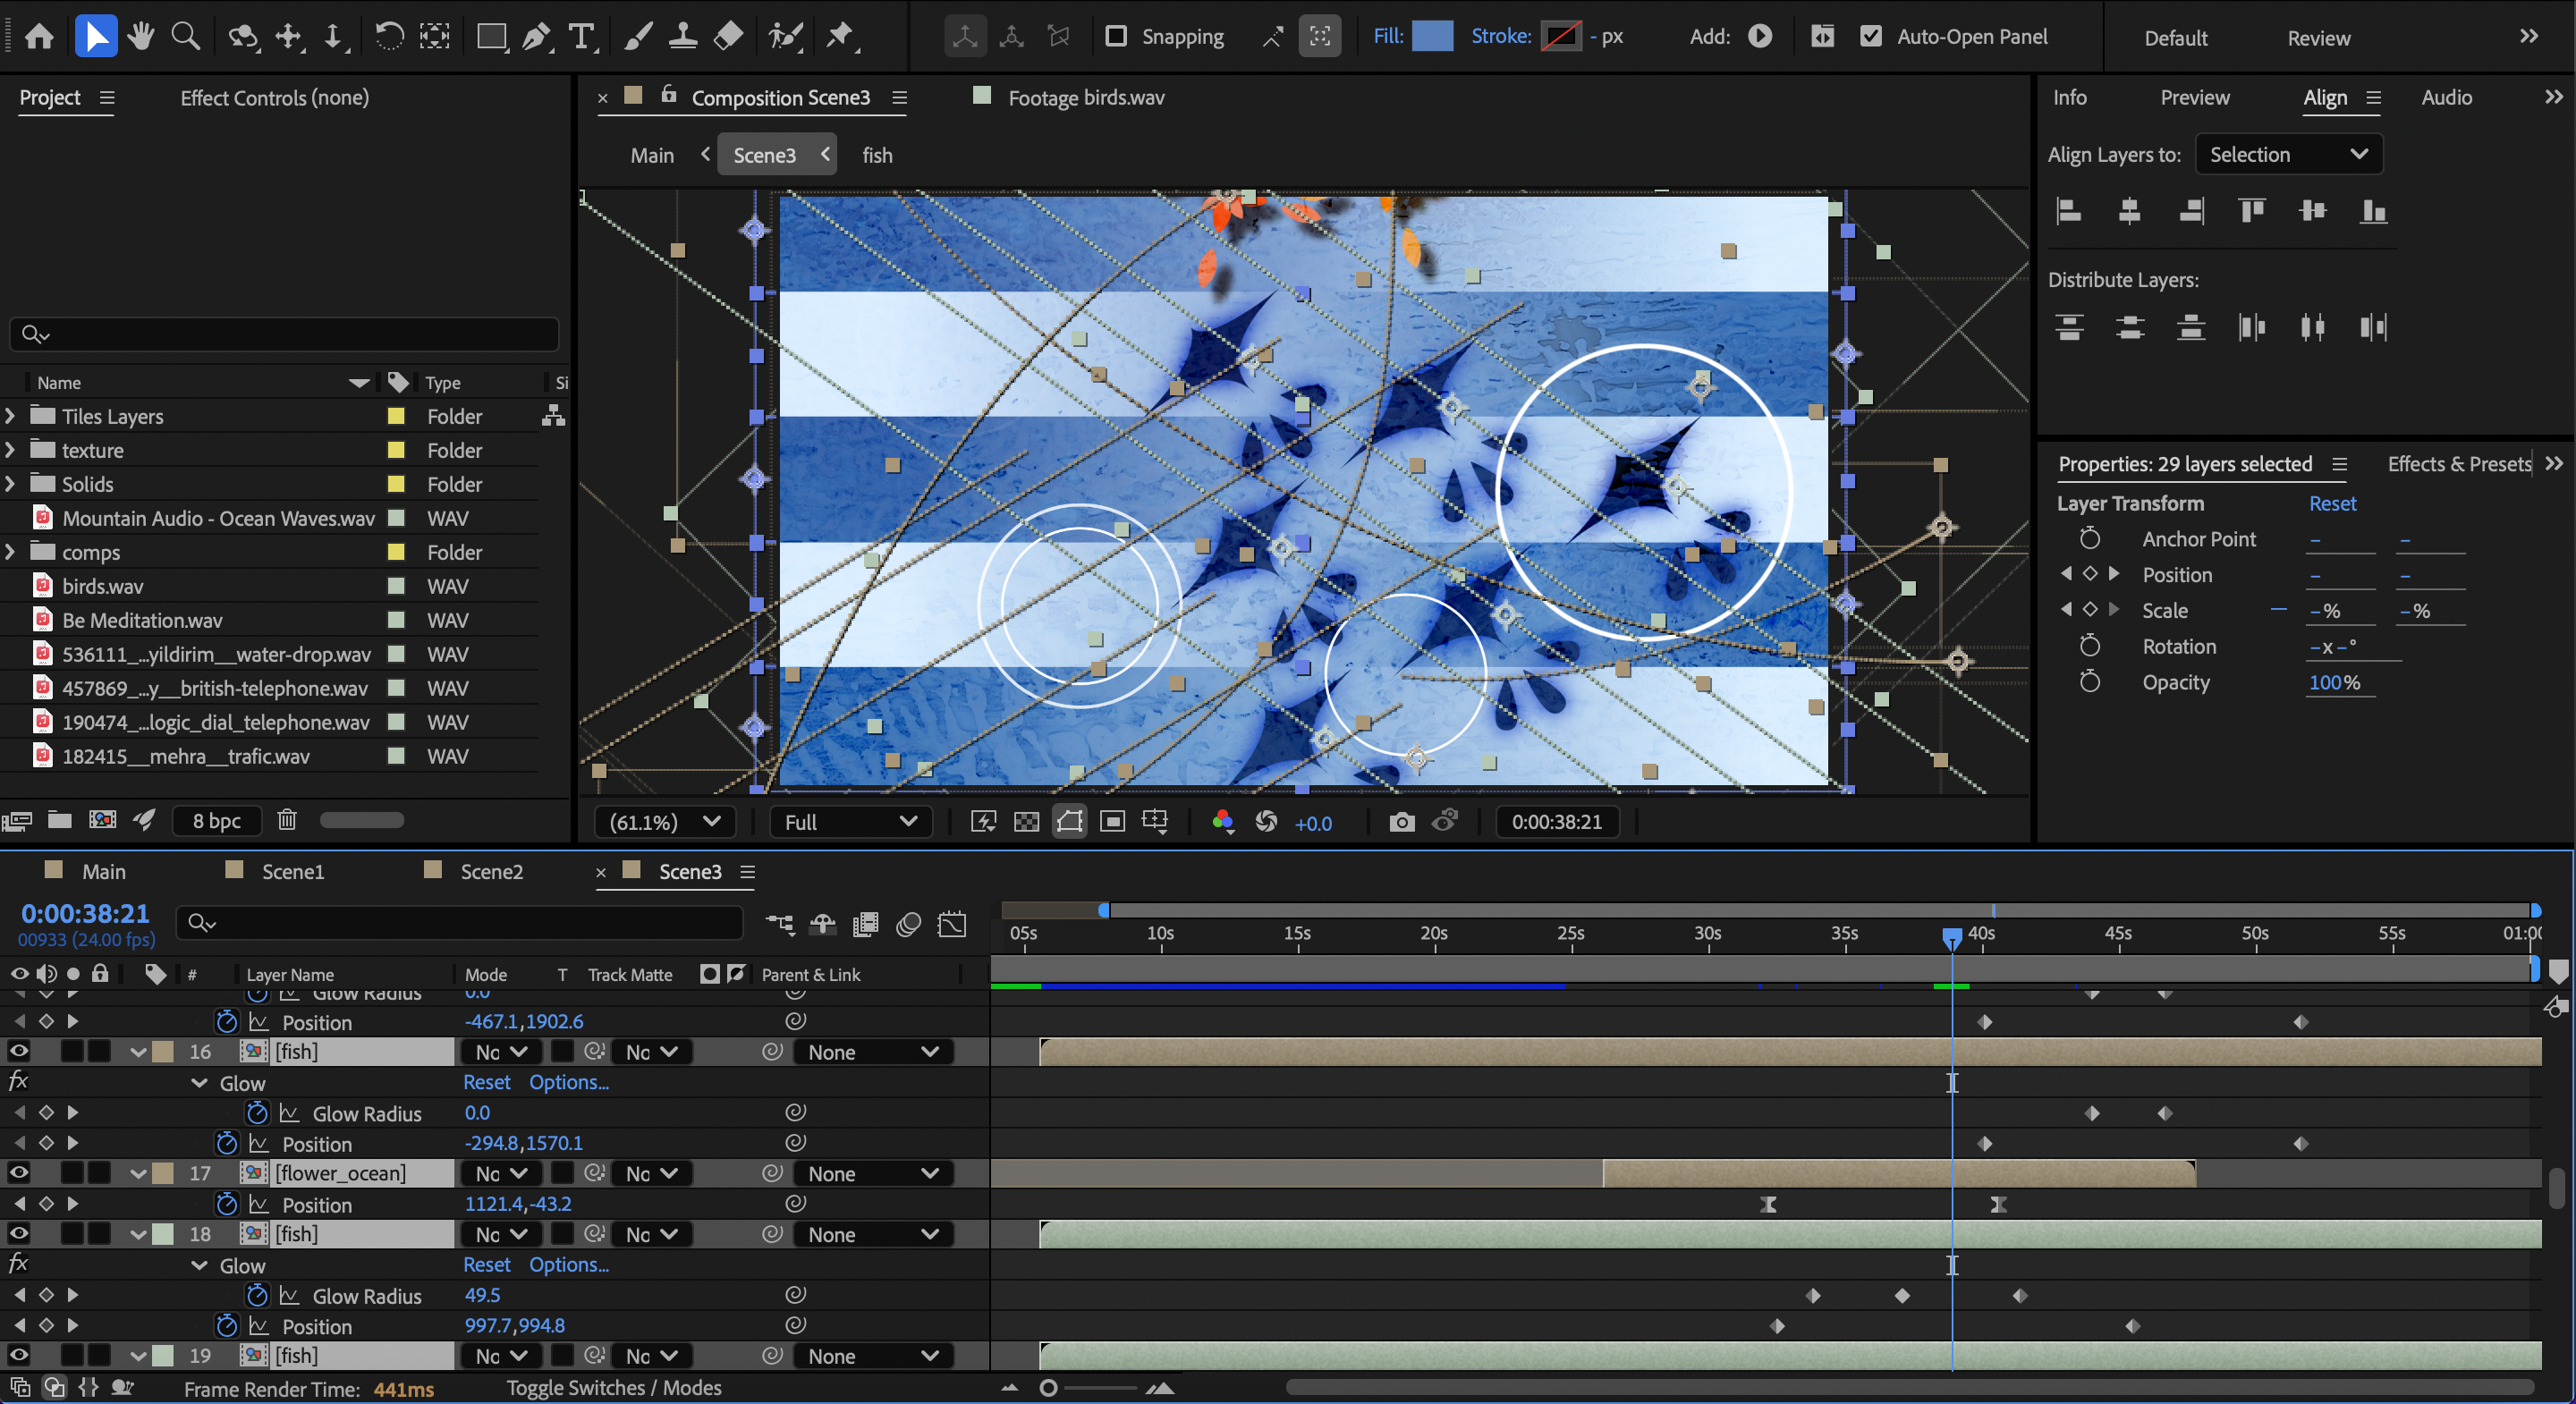 Snapping
Fill: Stroke: - px
Add:
Auto-Open Panel
Default
Review
Project
Effect Controls (none)
Name Type Si
Tiles Layers Folder
texture Folder
Solids Folder
Mountain Audio - Ocean Waves.wav WAV
comps Folder
birds.wav WAV
Be Meditation.wav WAV
536111_...yildirim__water-drop.wav WAV
457869_...y__british-telephone.wav WAV
190474_...logic_dial_telephone.wav WAV
182415__mehra__trafic.wav WAV
8 bpc
Composition Scene3
Footage birds.wav
Main Scene3 fish
(61.1%) Full +0.0 0:00:38:21
Info Preview Align Audio
Align Layers to: Selection
Distribute Layers:
Properties: 29 layers selected Effects & Presets
Layer Transform Reset
Anchor Point – –
Position – –
Scale –% –%
Rotation –x–°
Opacity 100%
Main Scene1 Scene2 Scene3
0:00:38:21
00933 (24.00 fps)
05s 10s 15s 20s 25s 30s 35s 40s 45s 50s 55s 01:00
# Layer Name Mode T Track Matte Parent & Link
Glow Radius 0.0
Position -467.1,1902.6
16 [fish] No No None
fx Glow Reset Options...
Glow Radius 0.0
Position -294.8,1570.1
17 [flower_ocean] No No None
Position 1121.4,-43.2
18 [fish] No No None
fx Glow Reset Options...
Glow Radius 49.5
Position 997.7,994.8
19 [fish] No No None
Frame Render Time: 441ms
Toggle Switches / Modes